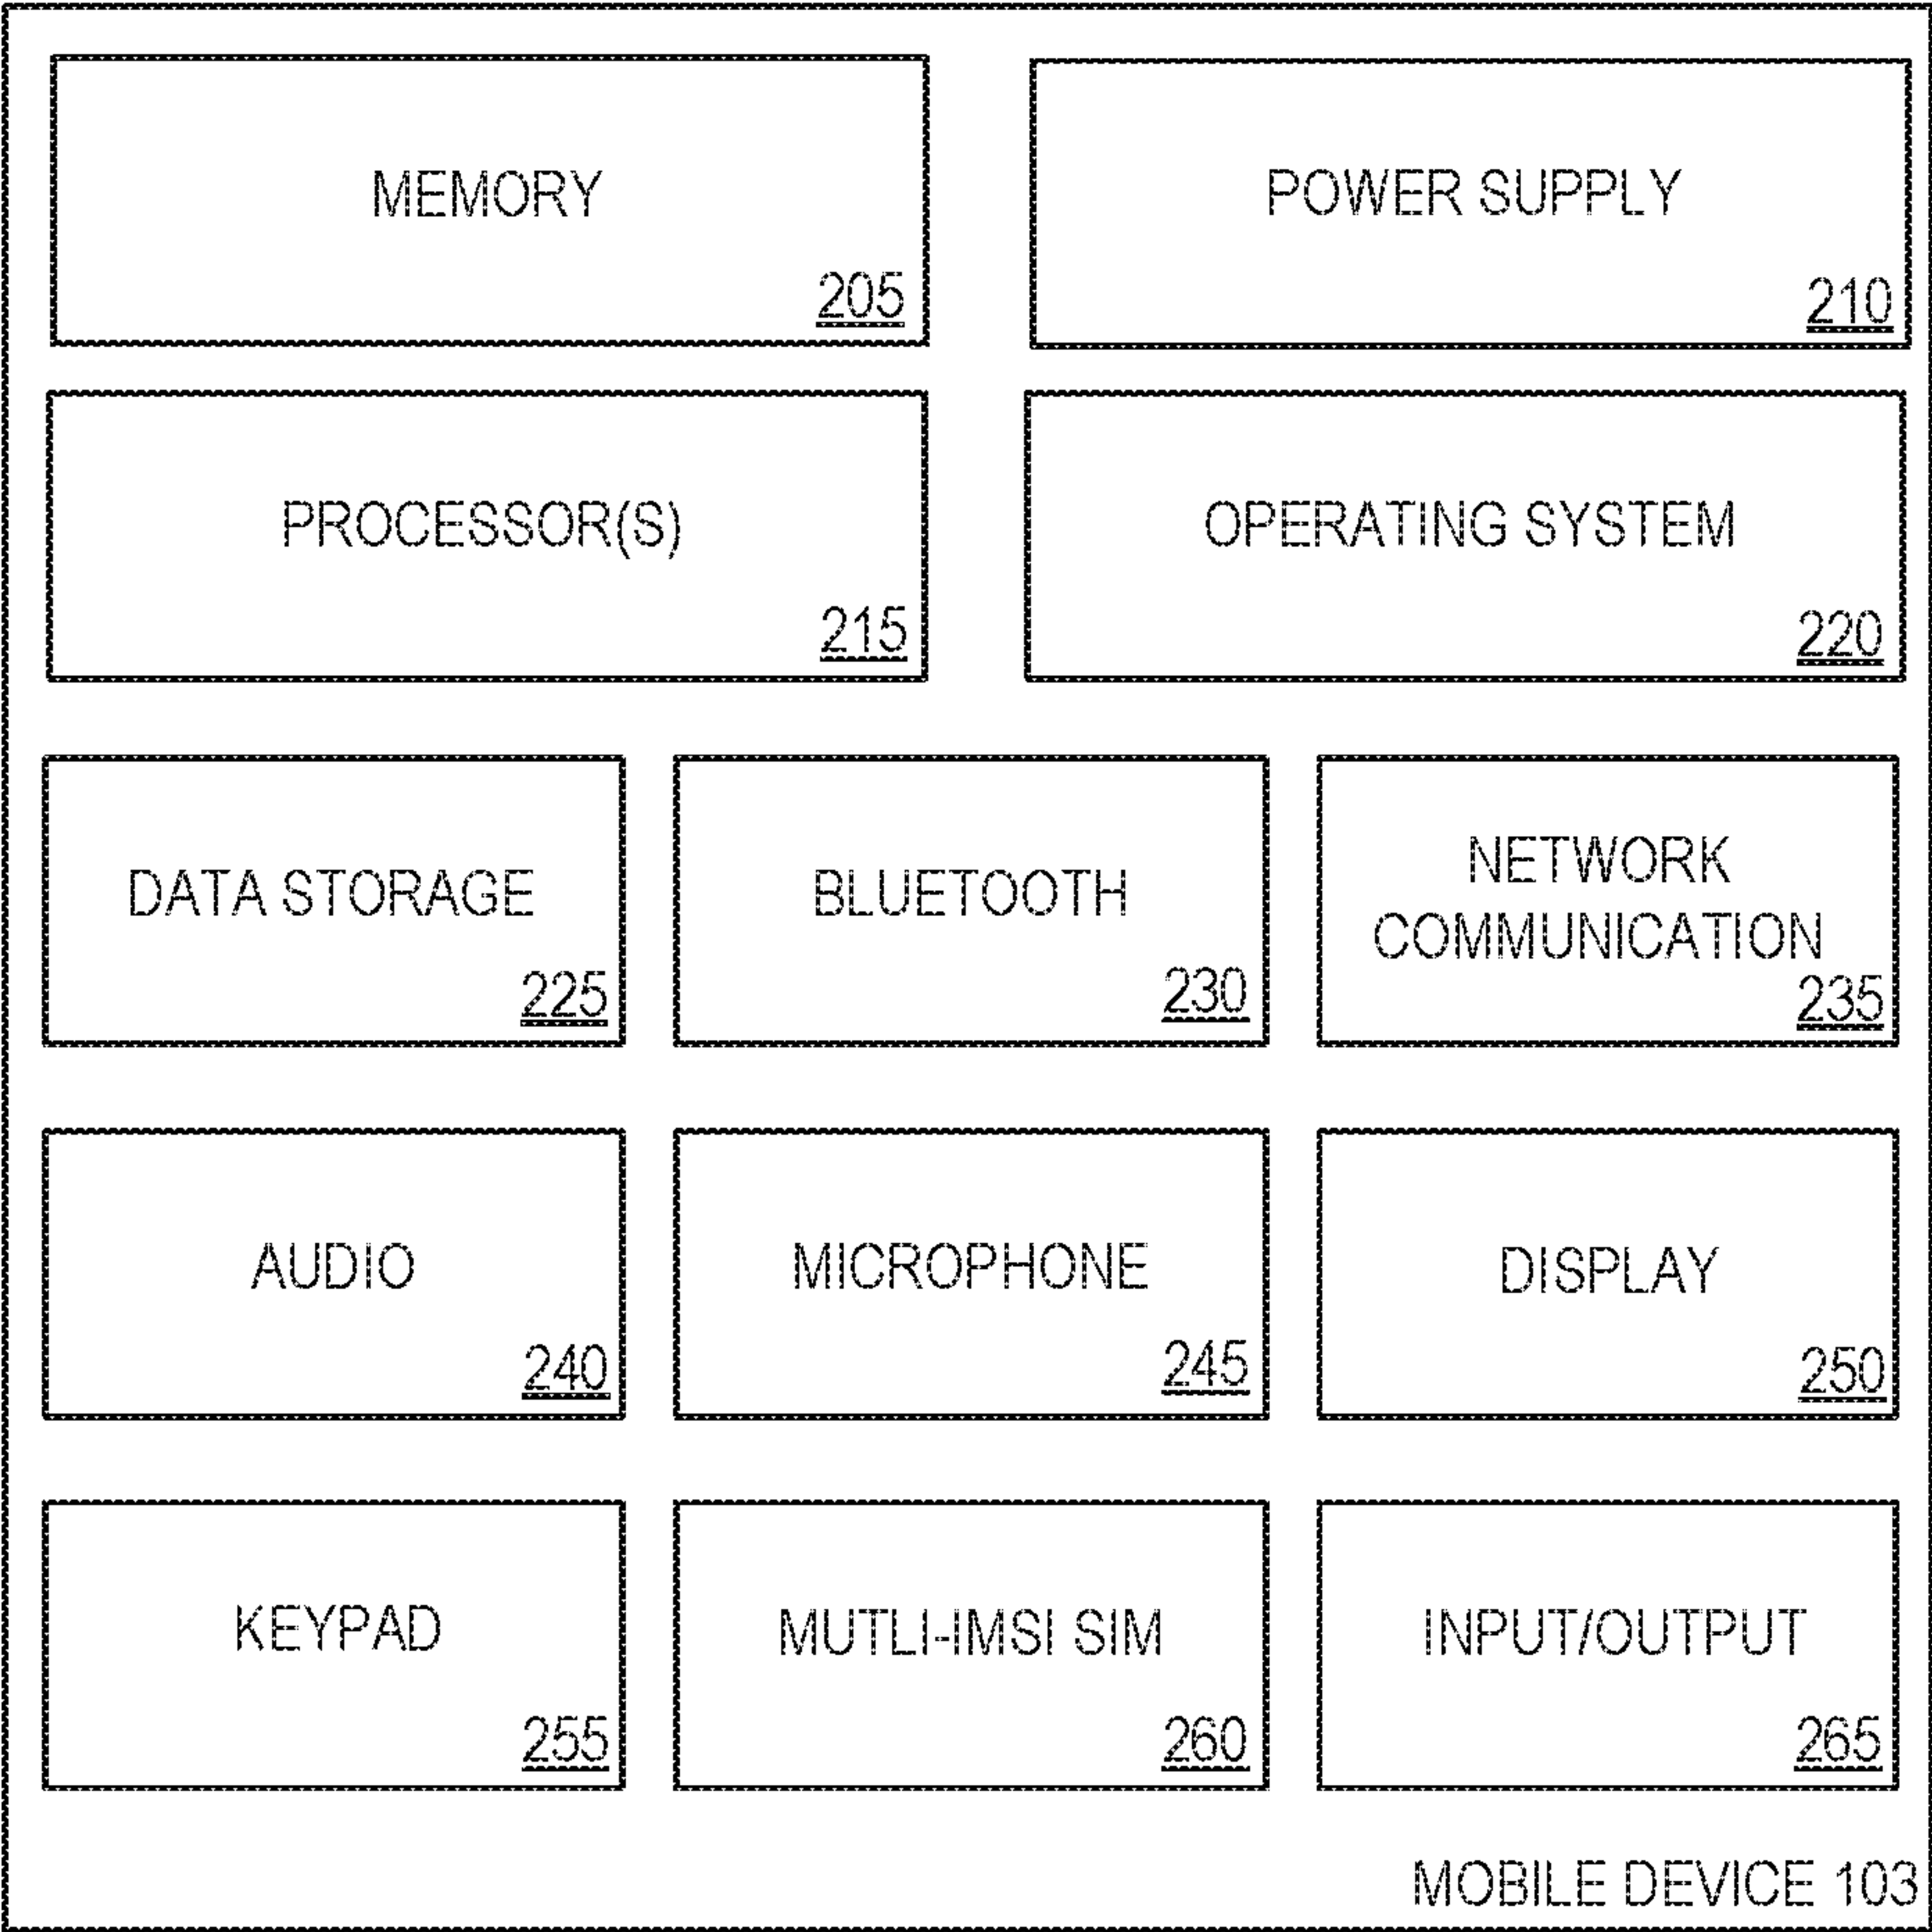 MEMORY
205
POWER SUPPLY
210
PROCESSOR(S)
215
OPERATING SYSTEM
220
DATA STORAGE
225
BLUETOOTH
230
NETWORK
COMMUNICATION
235
AUDIO
240
MICROPHONE
245
DISPLAY
250
KEYPAD
255
MUTLI-IMSI SIM
260
INPUT/OUTPUT
265
MOBILE DEVICE 103